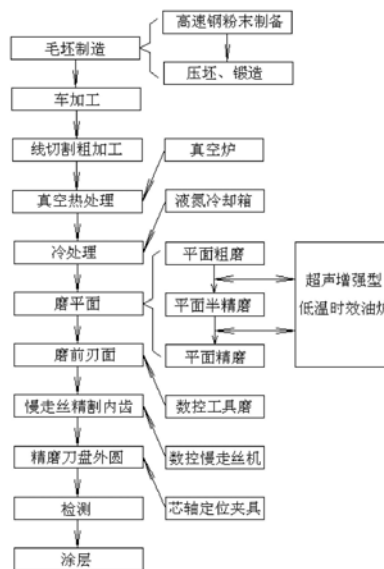 高速钢粉末制备
毛坯制造
压坯、锻造
车加工
线切割粗加工
真空炉
真空热处理
液氮冷却箱
冷处理
平面粗磨
超声增强型
低温时效油炉
磨平面
平面半精磨
磨前刃面
平面精磨
慢走丝精割内齿
数控工具磨
精磨刀盘外圆
数控慢走丝机
检测
芯轴定位夹具
涂层